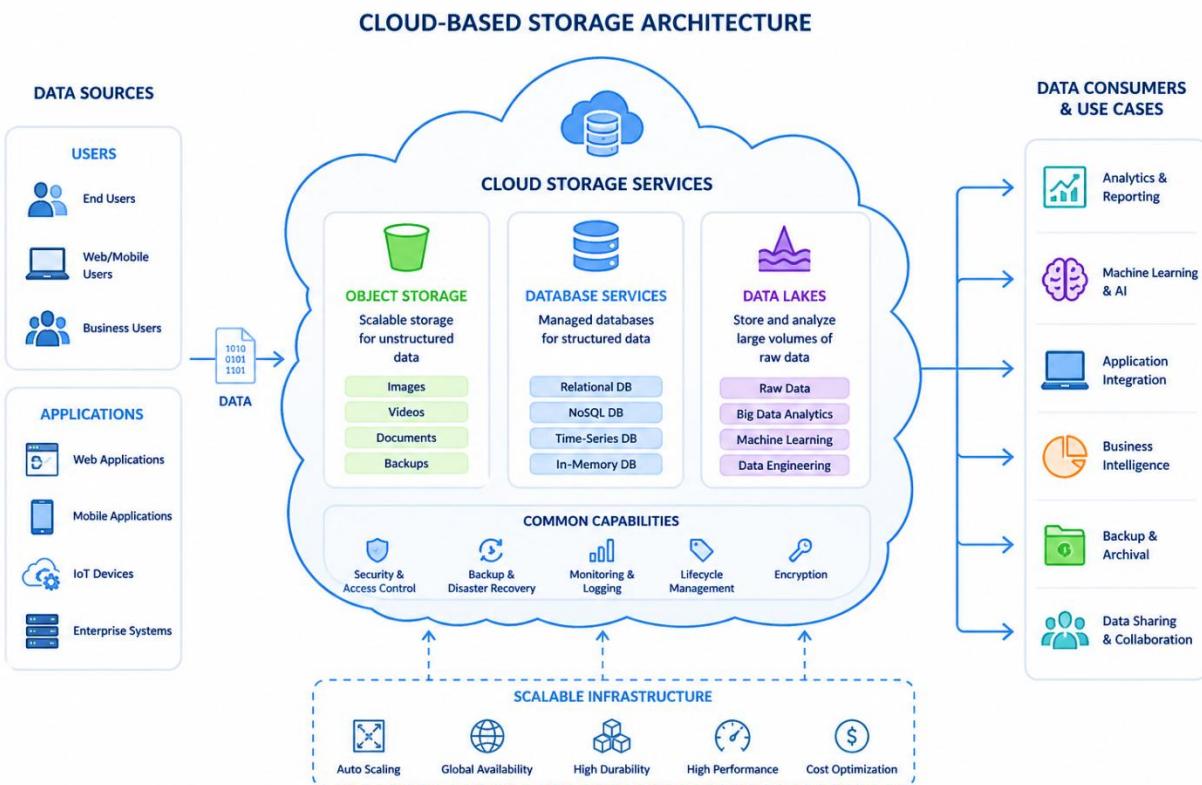 CLOUD-BASED STORAGE ARCHITECTURE
DATA SOURCES
USERS
End Users
Web/Mobile
Users
Business Users
APPLICATIONS
Web Applications
Mobile Applications
IoT Devices
Enterprise Systems
1010
0101
1101
DATA
CLOUD STORAGE SERVICES
OBJECT STORAGE
Scalable storage
for unstructured
data
Images
Videos
Documents
Backups
DATABASE SERVICES
Managed databases
for structured data
Relational DB
NoSQL DB
Time-Series DB
In-Memory DB
DATA LAKES
Store and analyze
large volumes of
raw data
Raw Data
Big Data Analytics
Machine Learning
Data Engineering
COMMON CAPABILITIES
Security &
Access Control
Backup &
Disaster Recovery
Monitoring &
Logging
Lifecycle
Management
Encryption
SCALABLE INFRASTRUCTURE
Auto Scaling
Global Availability
High Durability
High Performance
$
Cost Optimization
DATA CONSUMERS
& USE CASES
Analytics &
Reporting
Machine Learning
& AI
Application
Integration
Business
Intelligence
Backup &
Archival
Data Sharing
& Collaboration